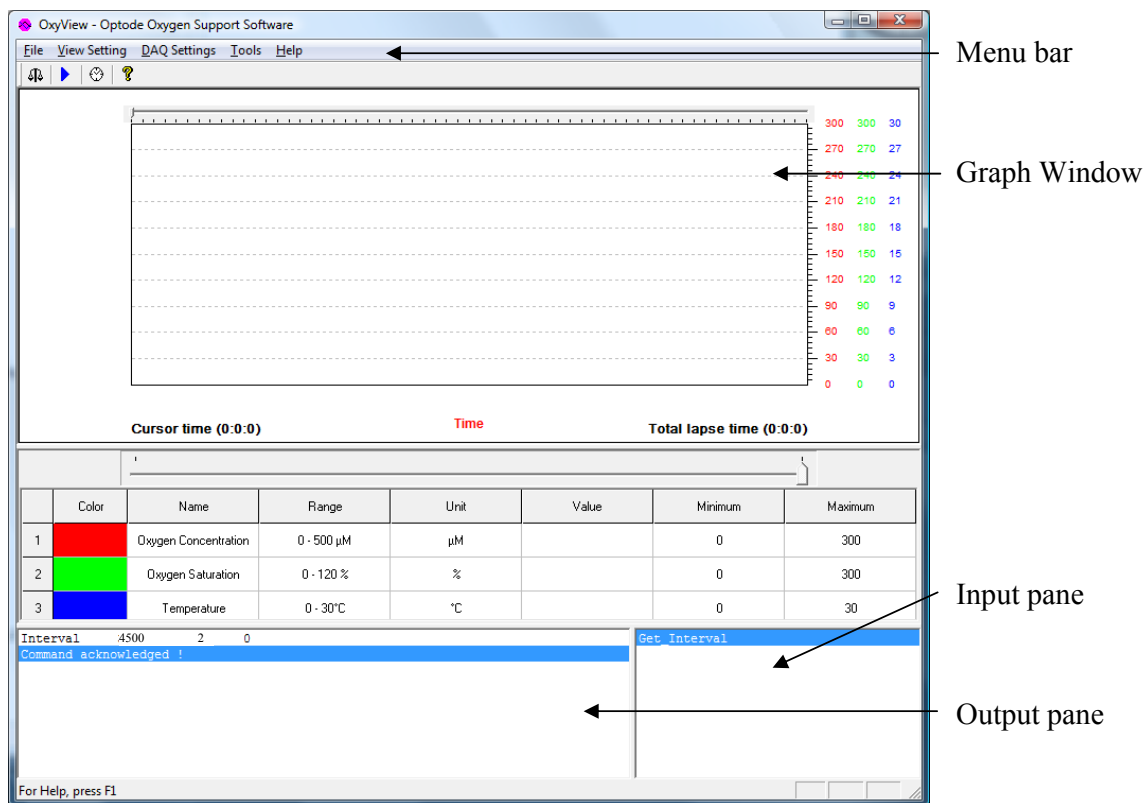 OxyView - Optode Oxygen Support Software
File View Setting DAQ Settings Tools Help
Menu bar
300 300 30
270 270 27
Graph Window
240 240 24
210 210 21
180 180 18
150 150 15
120 120 12
90 90 9
60 60 6
30 30 3
0 0 0
Cursor time (0:0:0) Time Total lapse time (0:0:0)
Color Name Range Unit Value Minimum Maximum
1 Oxygen Concentration 0 - 500 µM µM 0 300
2 Oxygen Saturation 0 - 120 % % 0 300
3 Temperature 0 - 30°C °C 0 30
Input pane
Interval 4500 2 0
Command acknowledged !
Get Interval
Output pane
For Help, press F1